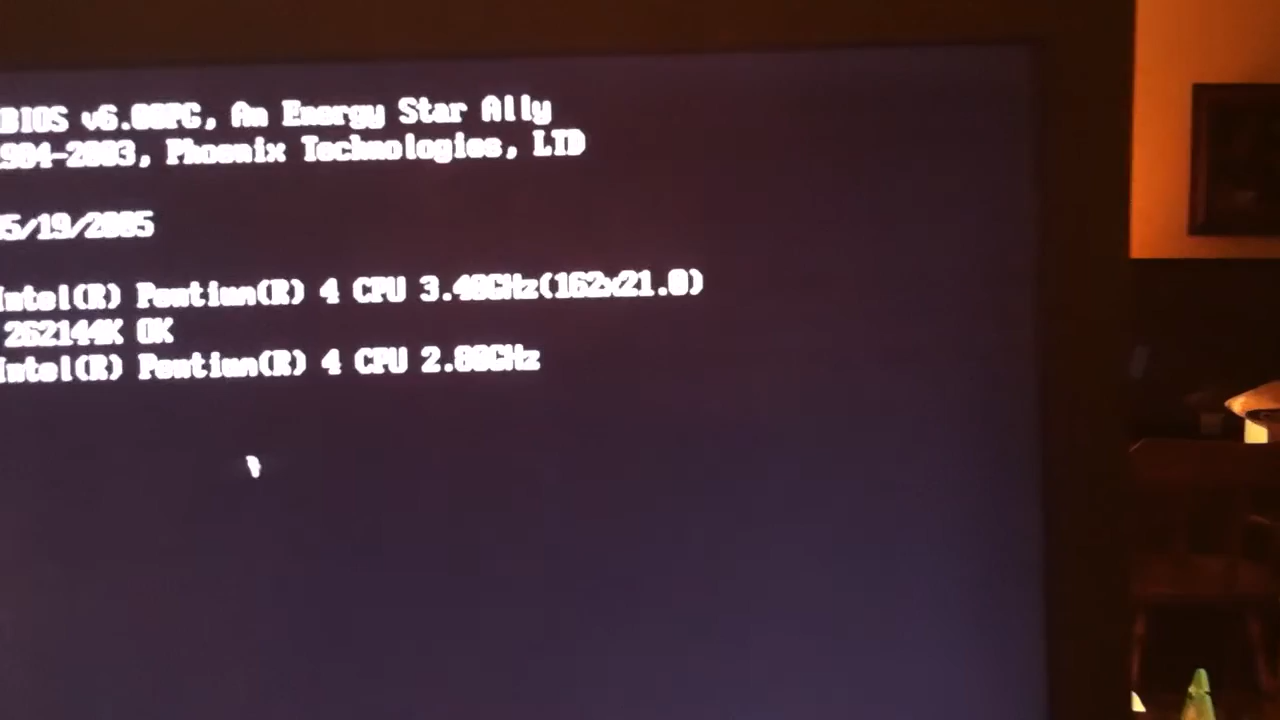 BIOS v6.00PG, An Energy Star Ally
984-2003, Phoenix Technologies, LTD
5/19/2005
Intel(R) Pentium(R) 4 CPU 3.40GHz(162x21.0)
262144K OK
Intel(R) Pentium(R) 4 CPU 2.80GHz